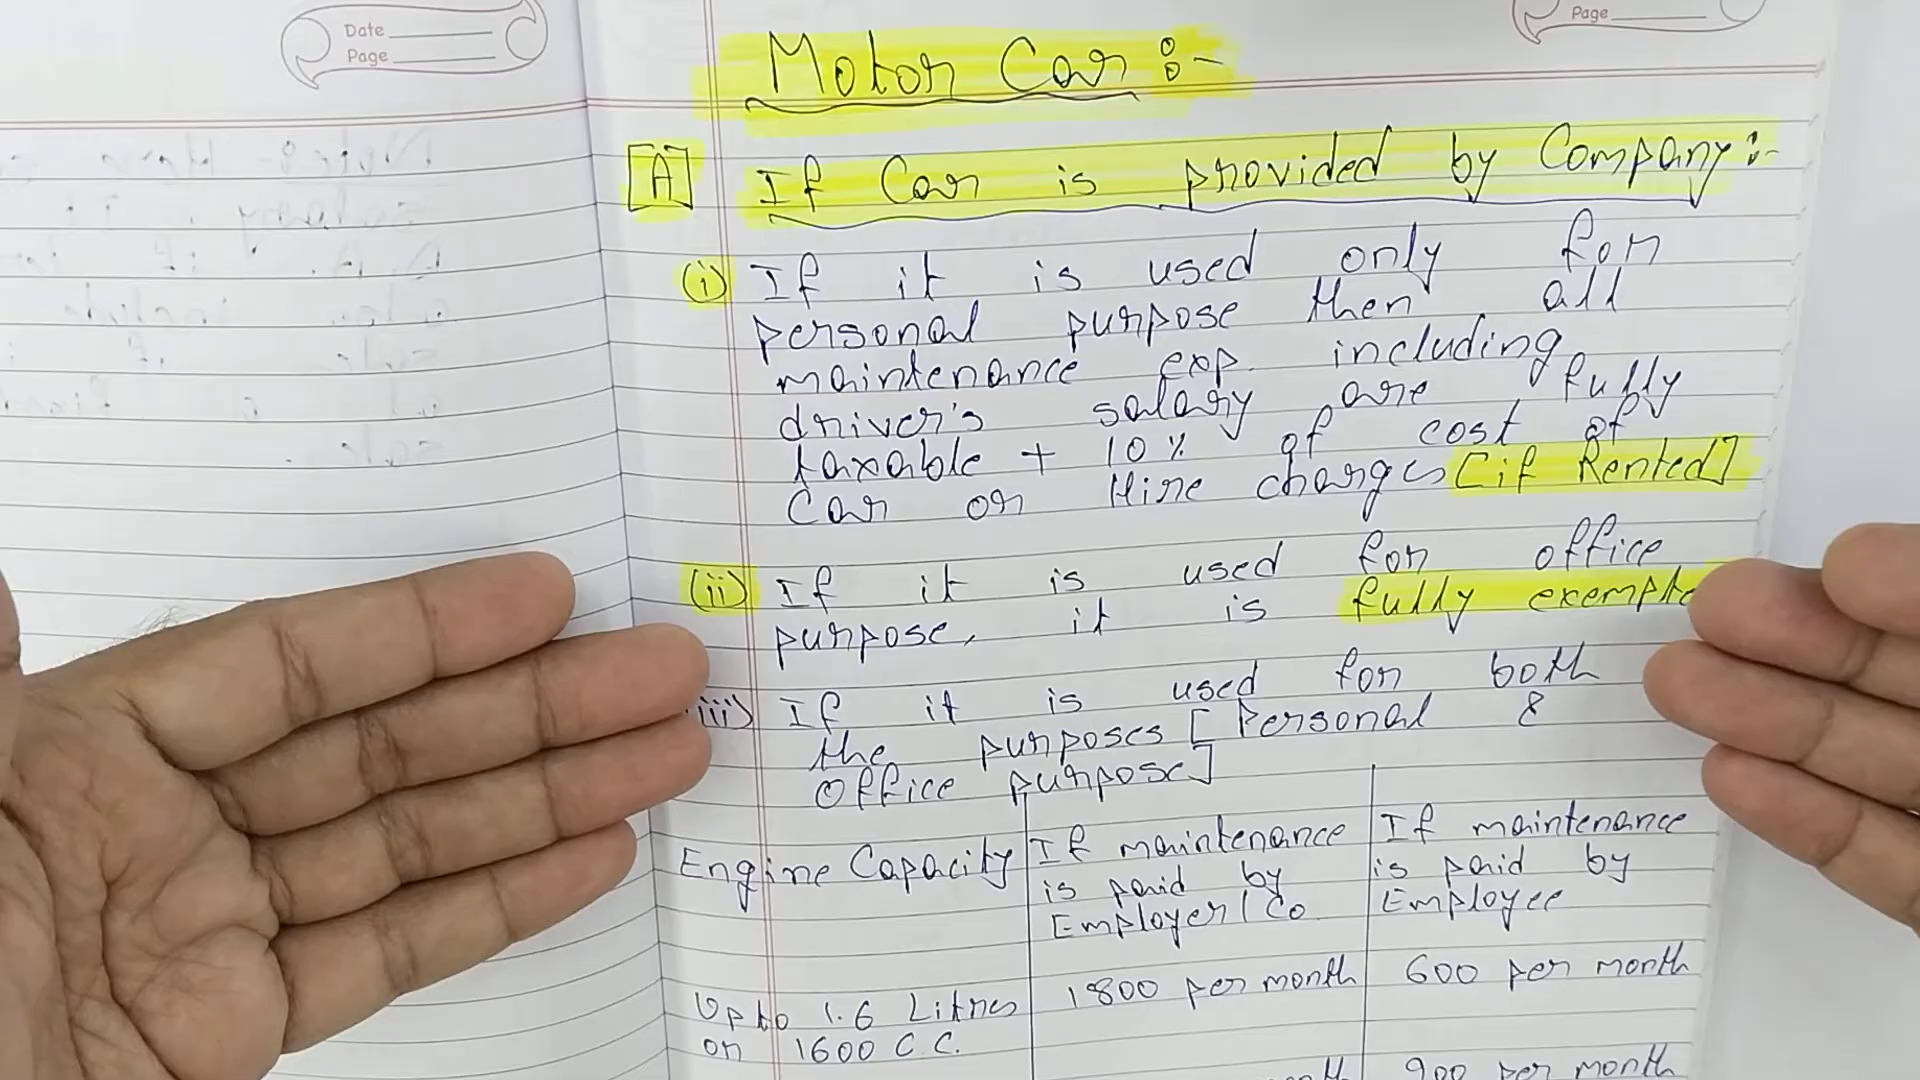 Date
Page
Page
Motor Car :-
[A] If Car is provided by Company :-
(i) If it is used only for
personal purpose then all
maintenance exp. including
driver's salary are fully
taxable + 10% of cost of
Car or Hire charges [if Rented]
(ii) If it is used for office
purpose, it is fully exempte
iii) If it is used for both
the purposes [Personal &
Office purpose]
Engine Capacity
If maintenance
is paid by
Employer/Co
If maintenance
is paid by
Employee
Upto 1.6 Litres
or 1600 C.C.
1800 per month
600 per month
900 per month